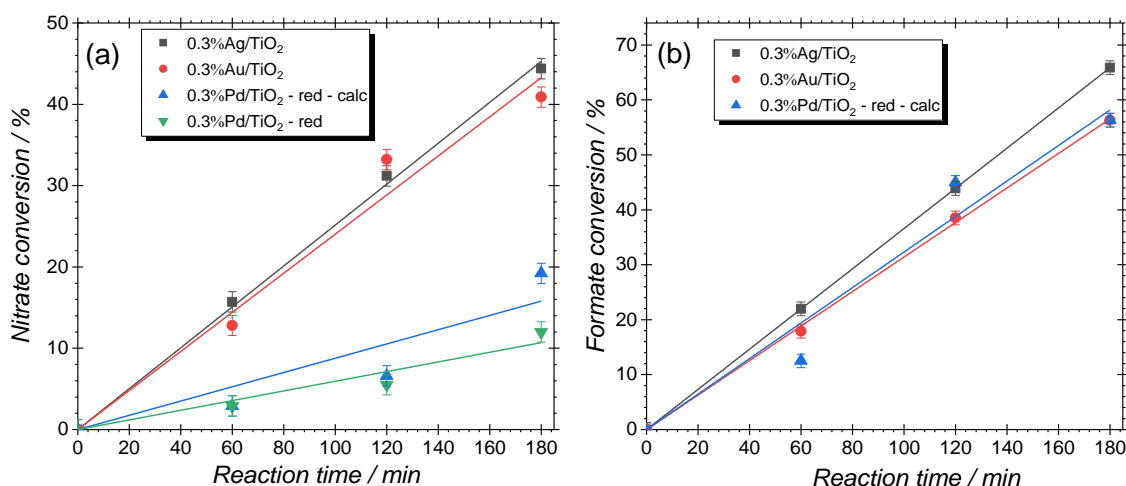 (a)
0.3%Ag/TiO₂
0.3%Au/TiO₂
0.3%Pd/TiO₂ - red - calc
0.3%Pd/TiO₂ - red
Nitrate conversion / %
50
40
30
20
10
0
0 20 40 60 80 100 120 140 160 180
Reaction time / min
(b)
0.3%Ag/TiO₂
0.3%Au/TiO₂
0.3%Pd/TiO₂ - red - calc
Formate conversion / %
70
60
50
40
30
20
10
0
0 20 40 60 80 100 120 140 160 180
Reaction time / min